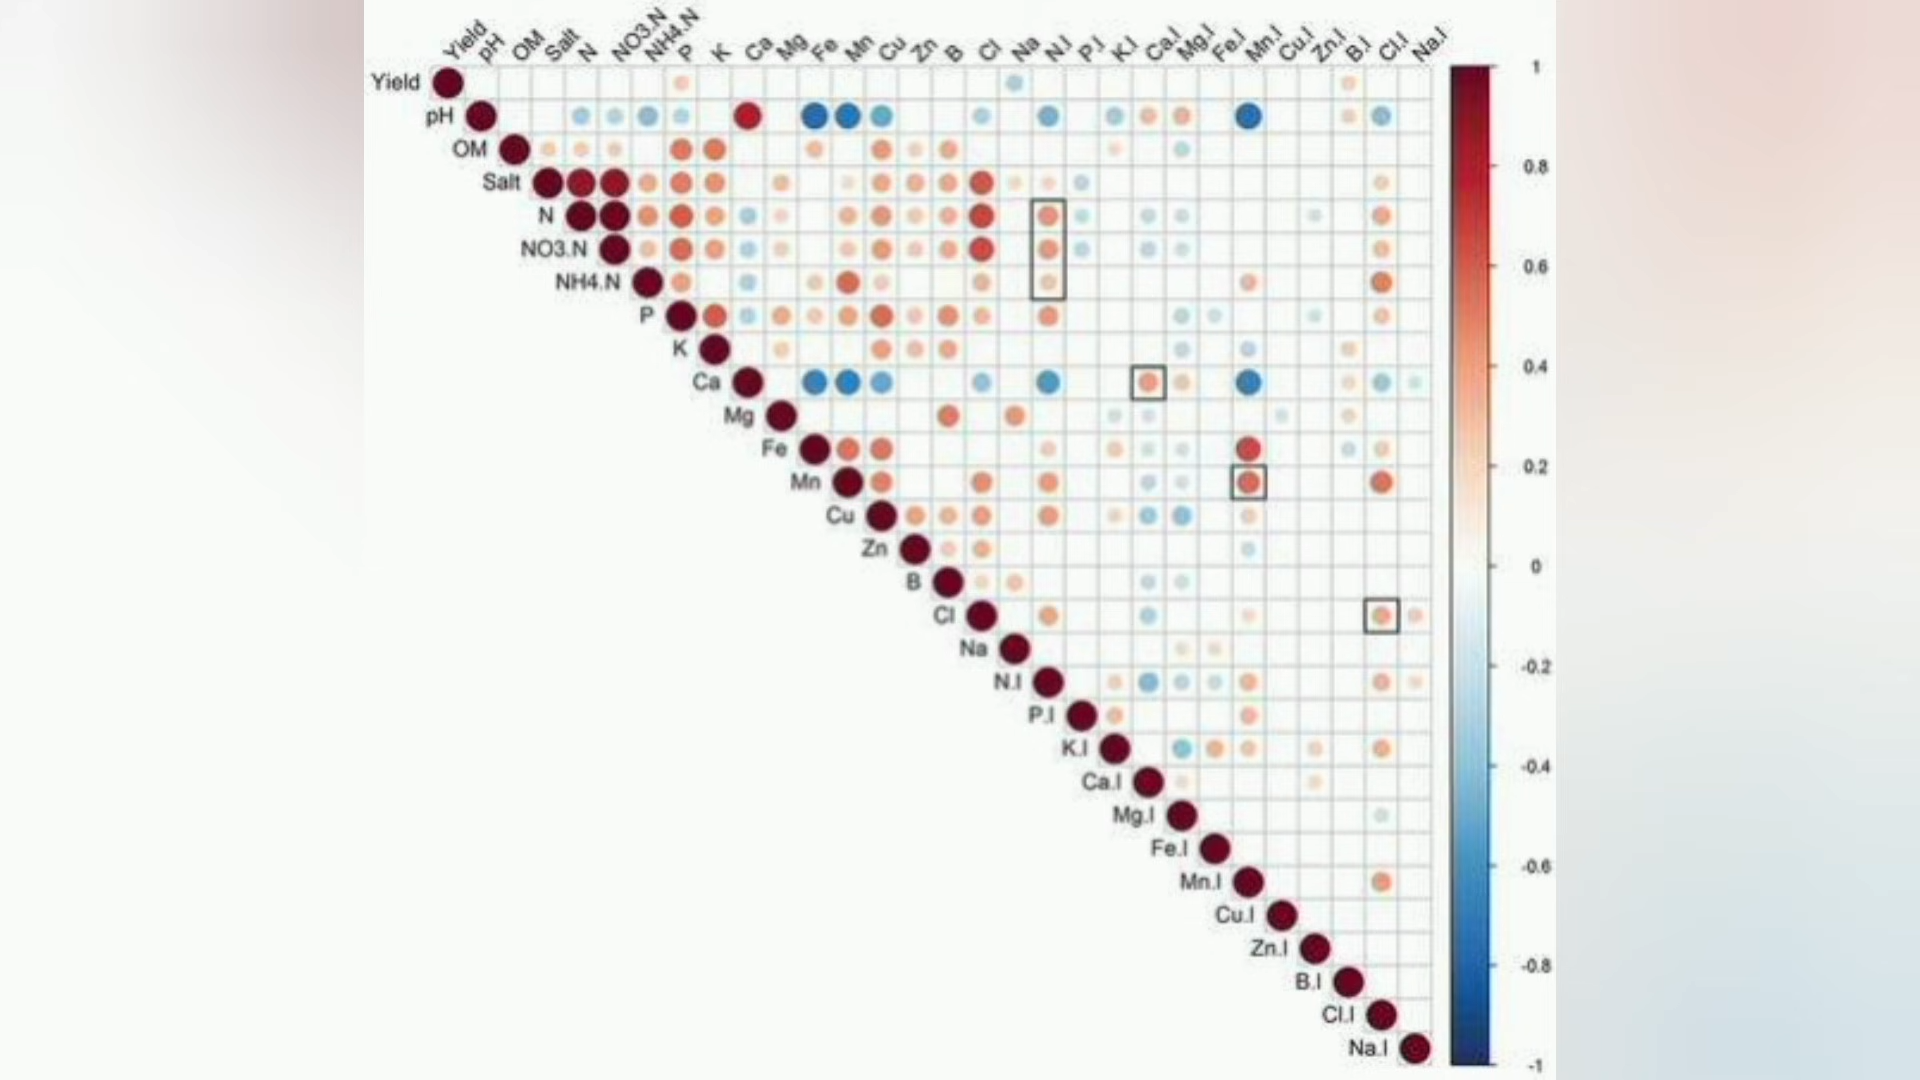 Yield pH OM Salt N NO3.N NH4.N P K Ca Mg Fe Mn Cu Zn B Cl Na N.I P.I K.I Ca.I Mg.I Fe.I Mn.I Cu.I Zn.I B.I Cl.I Na.I
Yield
pH
OM
Salt
N
NO3.N
NH4.N
P
K
Ca
Mg
Fe
Mn
Cu
Zn
B
Cl
Na
N.I
P.I
K.I
Ca.I
Mg.I
Fe.I
Mn.I
Cu.I
Zn.I
B.I
Cl.I
Na.I
1
0.8
0.6
0.4
0.2
0
-0.2
-0.4
-0.6
-0.8
-1